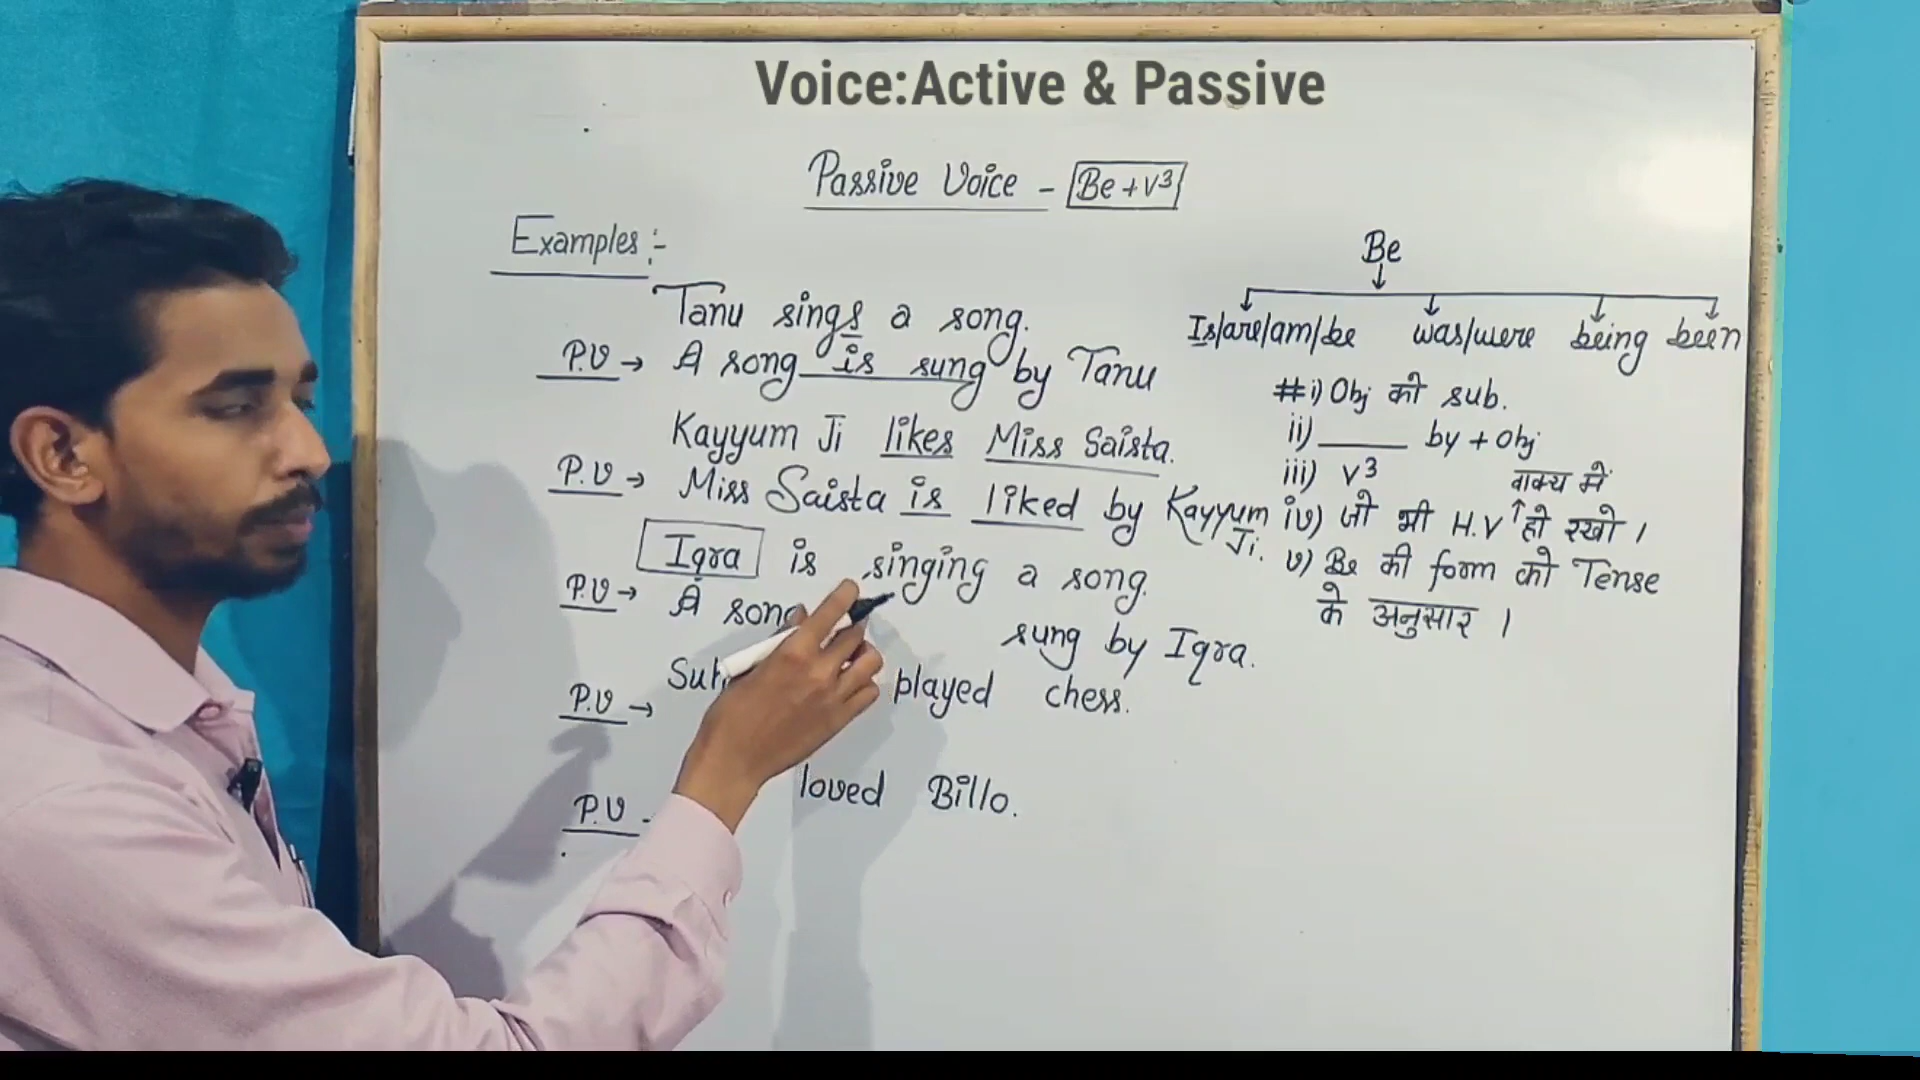 Voice:Active & Passive
Passive Voice - Be+V3
Examples:-
Tanu sings a song.
P.V → A song is sung by Tanu
Kayyum Ji likes Miss Saista.
P.V → Miss Saista is liked by Kayyum Ji.
Iqra is singing a song.
P.V → A song sung by Iqra.
played chess.
P.V →
loved Billo.
P.V -
Be
Is/are/am/be was/were being been
# i) Obj को sub.
ii) ____ by + Obj
iii) V3
iv) जो भी H.V ↑ हो रखो ।
वाक्य में
v) Be की form को Tense
के अनुसार ।